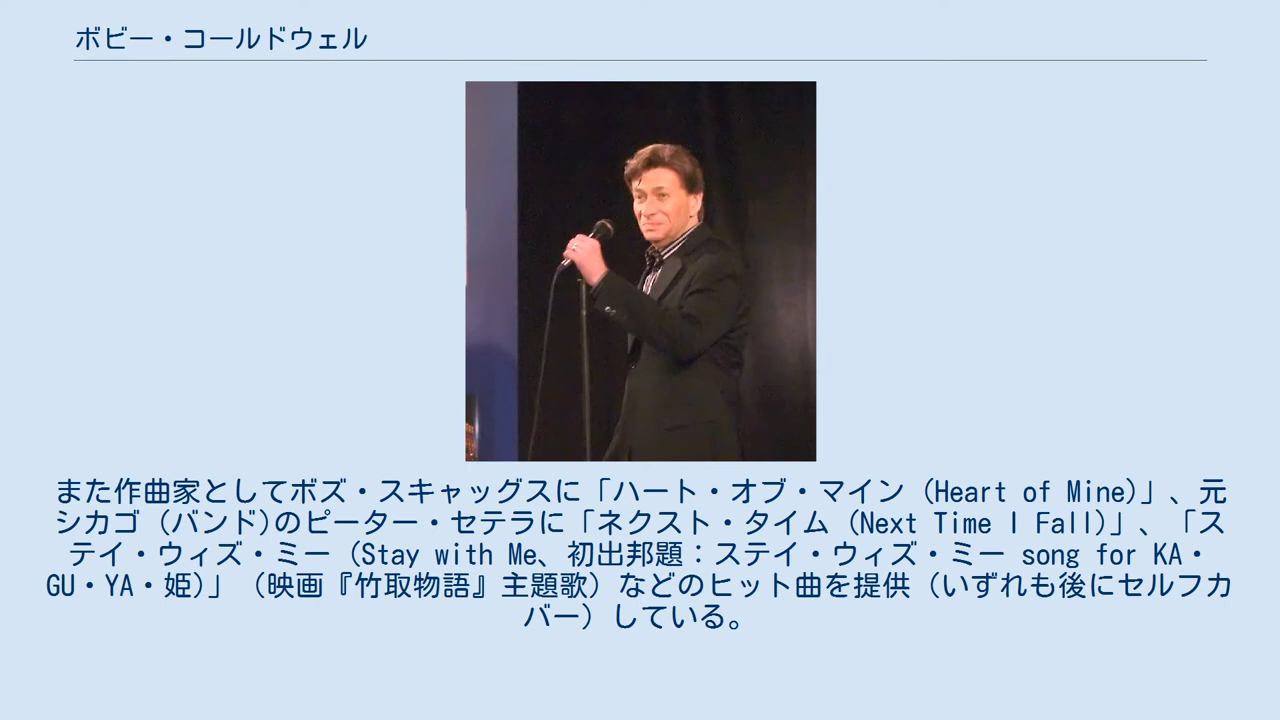 ボビー・コールドウェル
また作曲家としてボズ・スキャッグスに「ハート・オブ・マイン (Heart of Mine)」、元
シカゴ (バンド)のピーター・セテラに「ネクスト・タイム (Next Time I Fall)」、「ス
テイ・ウィズ・ミー (Stay with Me、初出邦題：ステイ・ウィズ・ミー song for KA・
GU・YA・姫)」（映画『竹取物語』主題歌）などのヒット曲を提供（いずれも後にセルフカ
バー）している。